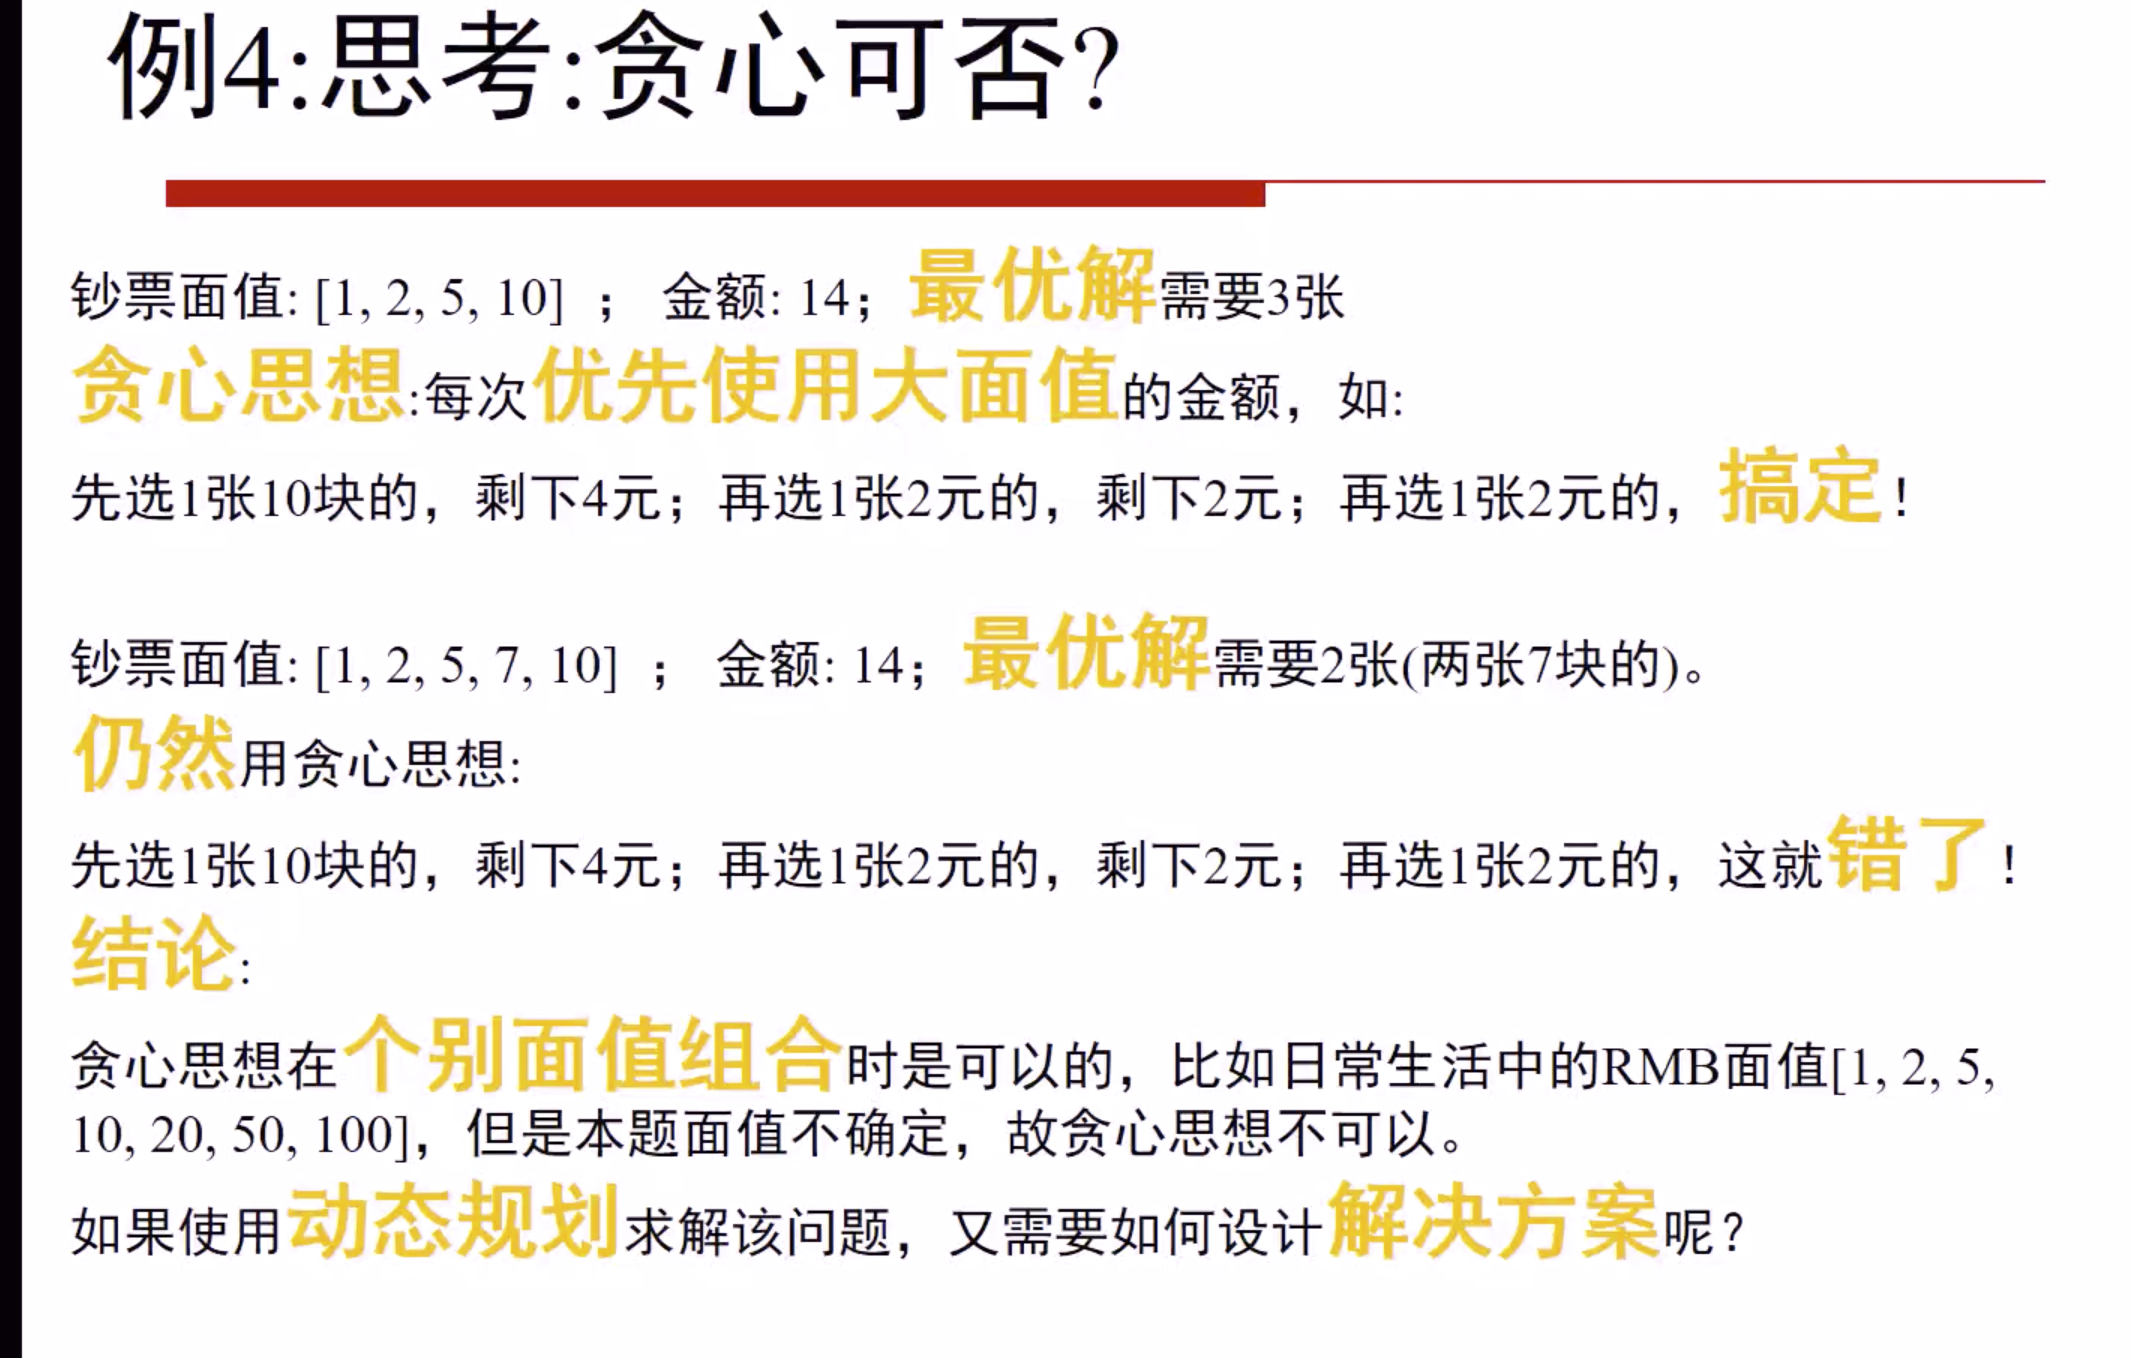 例4:思考:贪心可否?
钞票面值: [1, 2, 5, 10] ； 金额: 14；最优解需要3张
贪心思想:每次优先使用大面值的金额，如:
先选1张10块的，剩下4元；再选1张2元的，剩下2元；再选1张2元的，搞定！
钞票面值: [1, 2, 5, 7, 10] ； 金额: 14；最优解需要2张(两张7块的)。
仍然用贪心思想:
先选1张10块的，剩下4元；再选1张2元的，剩下2元；再选1张2元的，这就错了！
结论:
贪心思想在个别面值组合时是可以的，比如日常生活中的RMB面值[1, 2, 5,
10, 20, 50, 100]，但是本题面值不确定，故贪心思想不可以。
如果使用动态规划求解该问题，又需要如何设计解决方案呢？